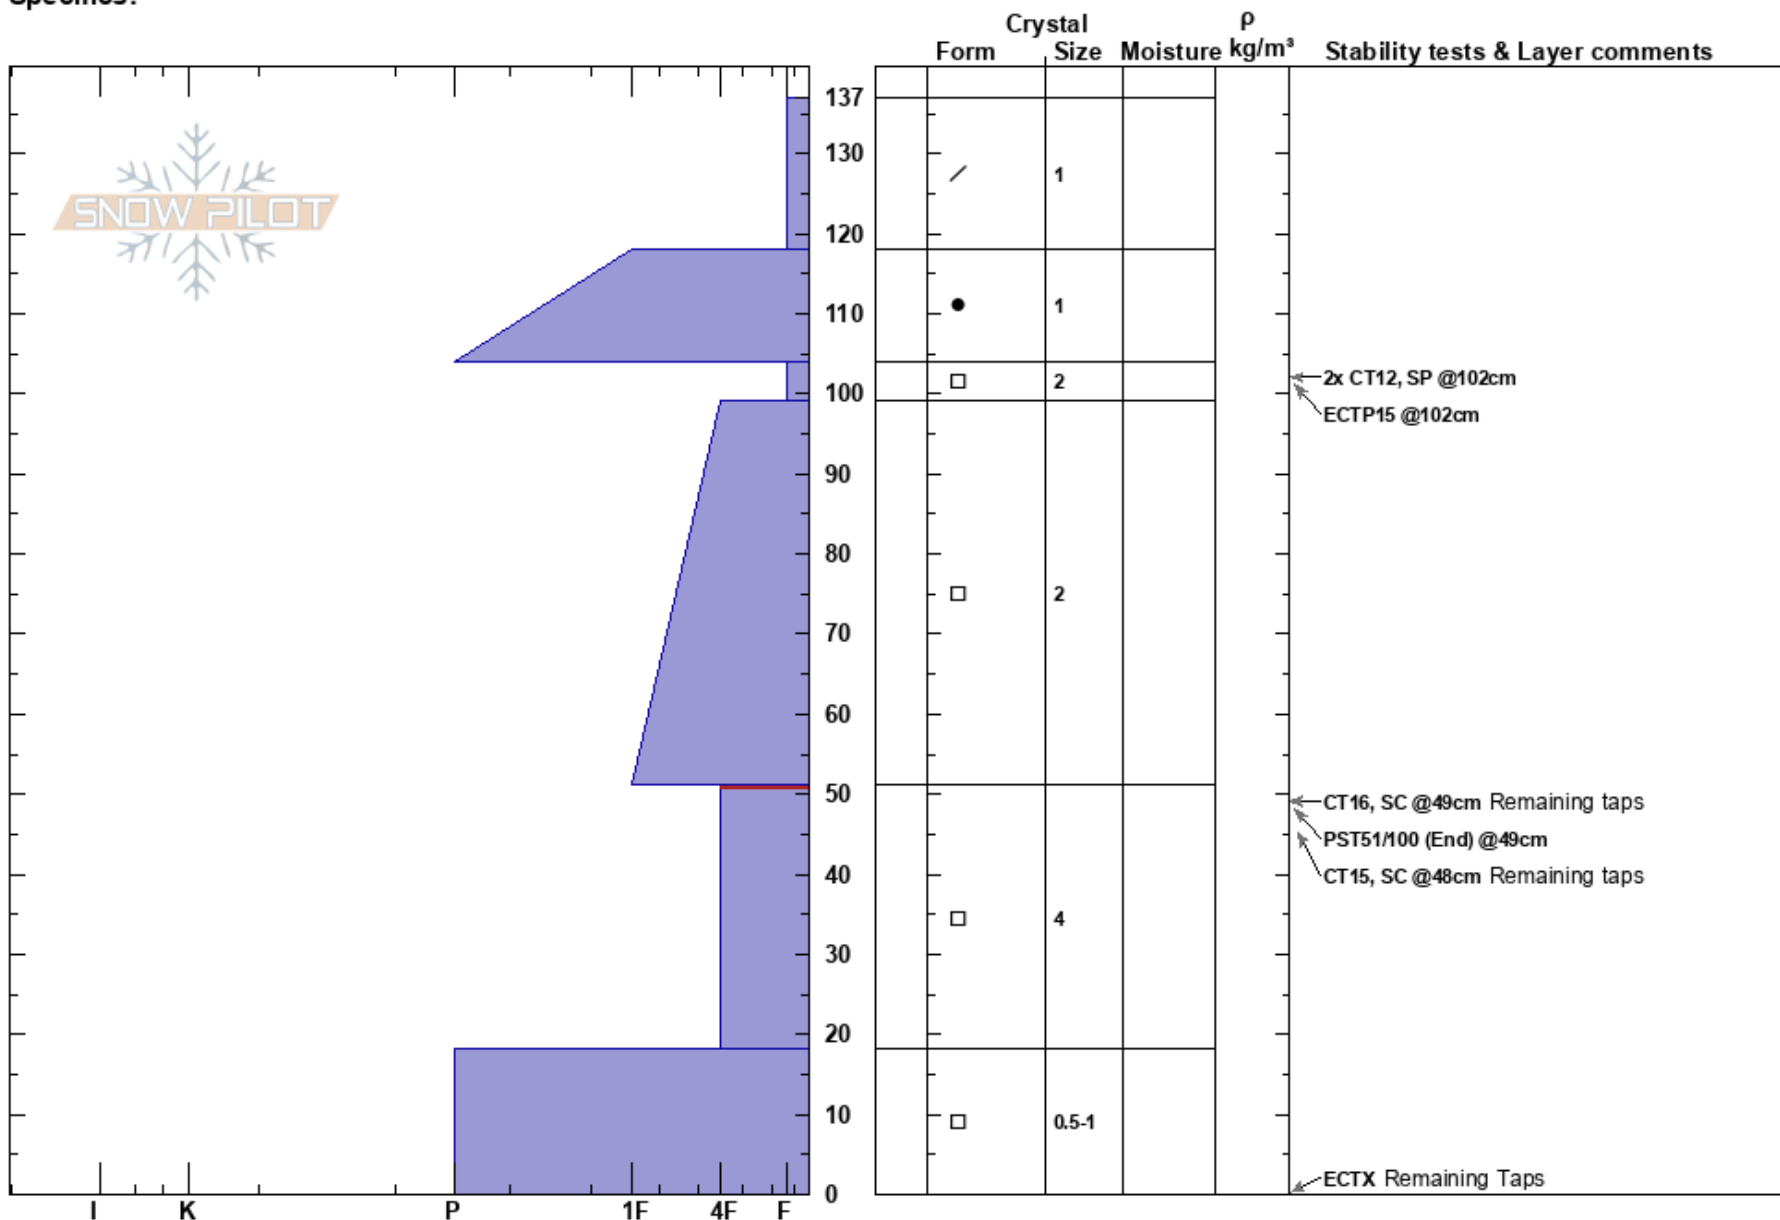 Specifics:
Crystal
ρ
Form Size Moisture kg/m³ Stability tests & Layer comments
137
SNOW PILOT
130
1
120
110
1
2
2x CT12, SP @102cm
100
ECTP15 @102cm
90
80
2
70
60
50
CT16, SC @49cm Remaining taps
PST51/100 (End) @49cm
40
CT15, SC @48cm Remaining taps
4
30
20
10
0.5-1
ECTX Remaining Taps
0
I K P 1F 4F F